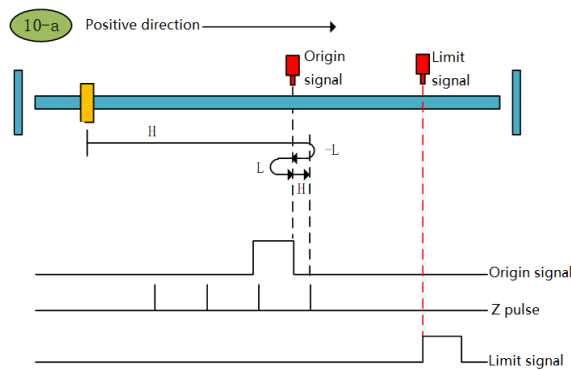 10-a
Positive direction
Origin
signal
Limit
signal
H
-L
L
H
Origin signal
Z pulse
Limit signal